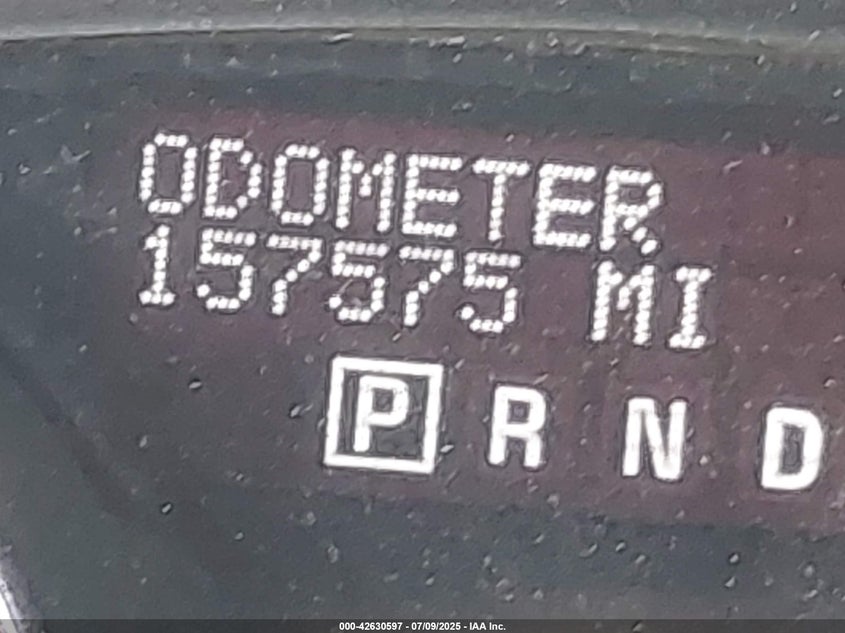 ODOMETER
157575 MI
P R N D
000-42630597 - 07/09/2025 - IAA Inc.